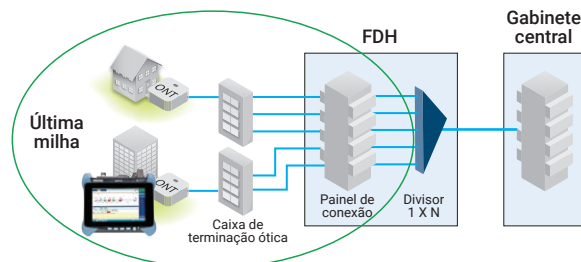 Gabinete
central
FDH
ONT
Última
milha
ONT
Caixa de
terminação ótica
Painel de
conexão
Divisor
1 X N